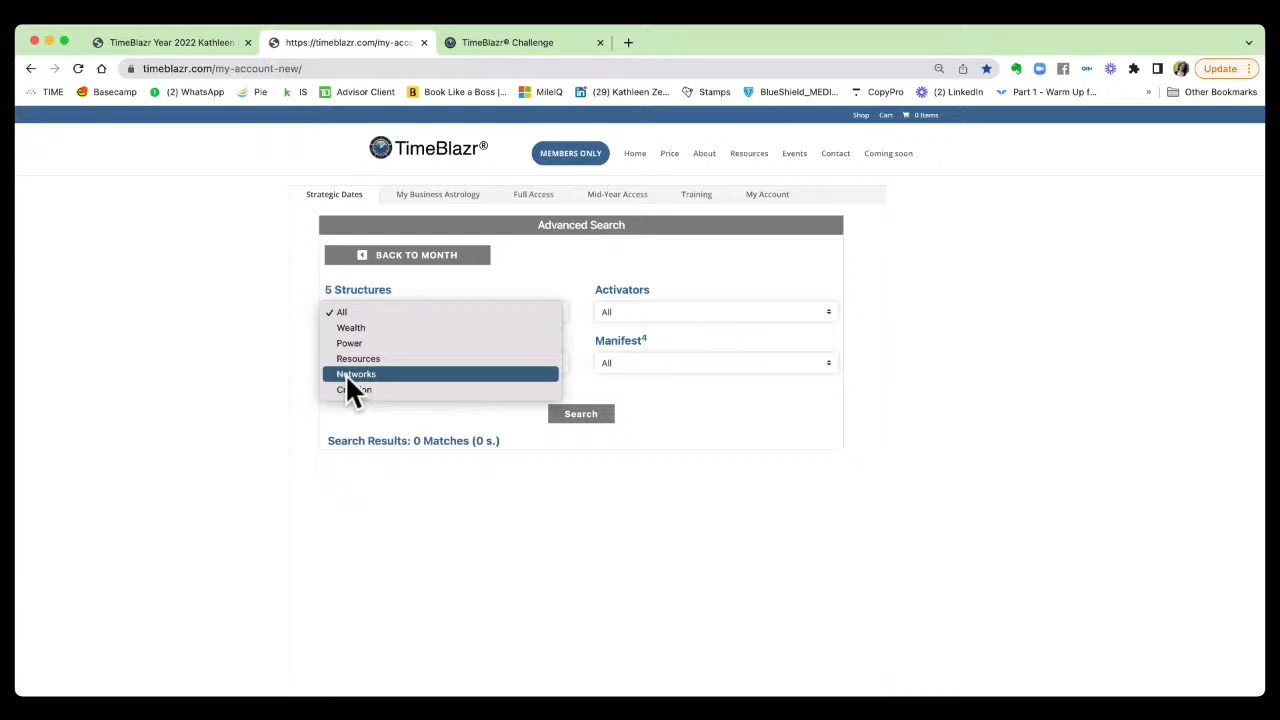 TimeBlazr Year 2022 Kathleen
https://timeblazr.com/my-acco
TimeBlazr® Challenge
timeblazr.com/my-account-new/
Update
TIME
Basecamp
(2) WhatsApp
Pie
IS
Advisor Client
Book Like a Boss |...
MileIQ
(29) Kathleen Ze...
Stamps
BlueShield_MEDI...
CopyPro
(2) LinkedIn
Part 1 - Warm Up f...
»
Other Bookmarks
Shop
Cart
0 Items
TimeBlazr®
MEMBERS ONLY
Home
Price
About
Resources
Events
Contact
Coming soon
Strategic Dates
My Business Astrology
Full Access
Mid-Year Access
Training
My Account
Advanced Search
BACK TO MONTH
5 Structures
Activators
✓ All
All
Wealth
Power
Manifest⁴
Resources
All
Networks
Search
Search Results: 0 Matches (0 s.)